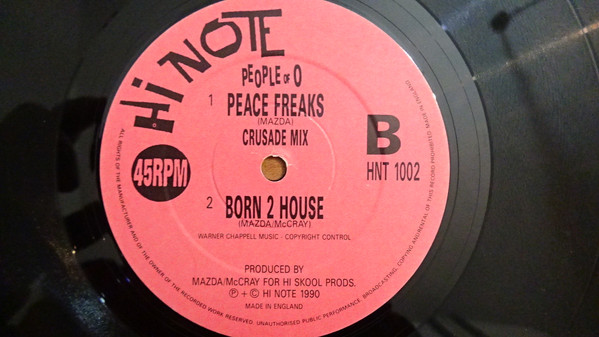 Hi NOTE
PEOPLE OF O
1 PEACE FREAKS
(MAZDA)
CRUSADE MIX
B
HNT 1002
45RPM
2 BORN 2 HOUSE
(MAZDA/McCRAY)
WARNER CHAPPELL MUSIC - COPYRIGHT CONTROL
PRODUCED BY
MAZDA/McCRAY FOR HI SKOOL PRODS.
℗ + © HI NOTE 1990
MADE IN ENGLAND
ALL RIGHTS OF THE MANUFACTURER AND OF THE OWNER OF THE RECORDED WORK RESERVED. UNAUTHORISED PUBLIC PERFORMANCE, BROADCASTING, COPYING AND/RENTAL OF THIS RECORD PROHIBITED. MADE IN ENGLAND